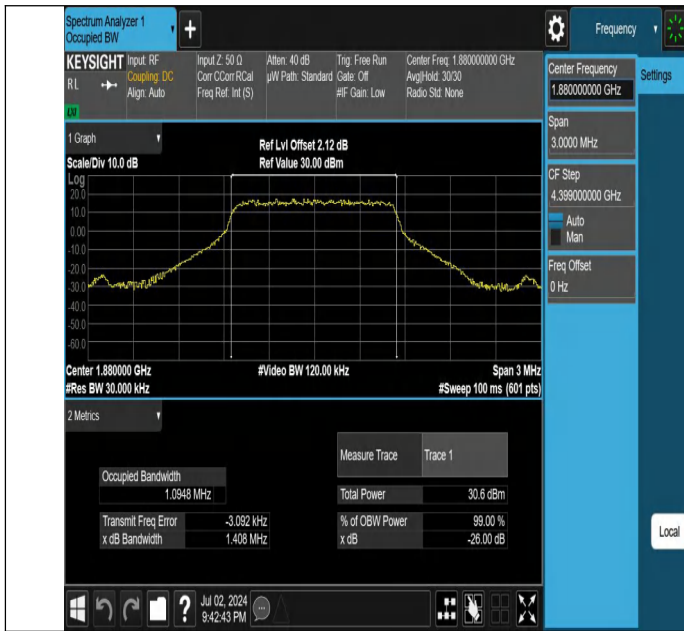 Spectrum Analyzer 1
Occupied BW
Frequency
KEYSIGHT
RL
LXI
Input: RF
Coupling: DC
Align: Auto
Input Z: 50 Ω
Corr CCorr RCal
Freq Ref: Int (S)
Atten: 40 dB
µW Path: Standard
Trig: Free Run
Gate: Off
#IF Gain: Low
Center Freq: 1.880000000 GHz
Avg|Hold: 30/30
Radio Std: None
Center Frequency
1.880000000 GHz
Settings
Span
3.0000 MHz
CF Step
4.399000000 GHz
Auto
Man
Freq Offset
0 Hz
Local
1 Graph
Scale/Div 10.0 dB
Ref Lvl Offset 2.12 dB
Ref Value 30.00 dBm
Log
20.0
10.0
0.00
-10.0
-20.0
-30.0
-40.0
-50.0
-60.0
Center 1.880000 GHz
#Video BW 120.00 kHz
Span 3 MHz
#Res BW 30.000 kHz
#Sweep 100 ms (601 pts)
2 Metrics
Measure Trace
Trace 1
Occupied Bandwidth
1.0948 MHz
Total Power
30.6 dBm
Transmit Freq Error
-3.092 kHz
% of OBW Power
99.00 %
x dB Bandwidth
1.408 MHz
x dB
-26.00 dB
?
Jul 02, 2024
9:42:43 PM